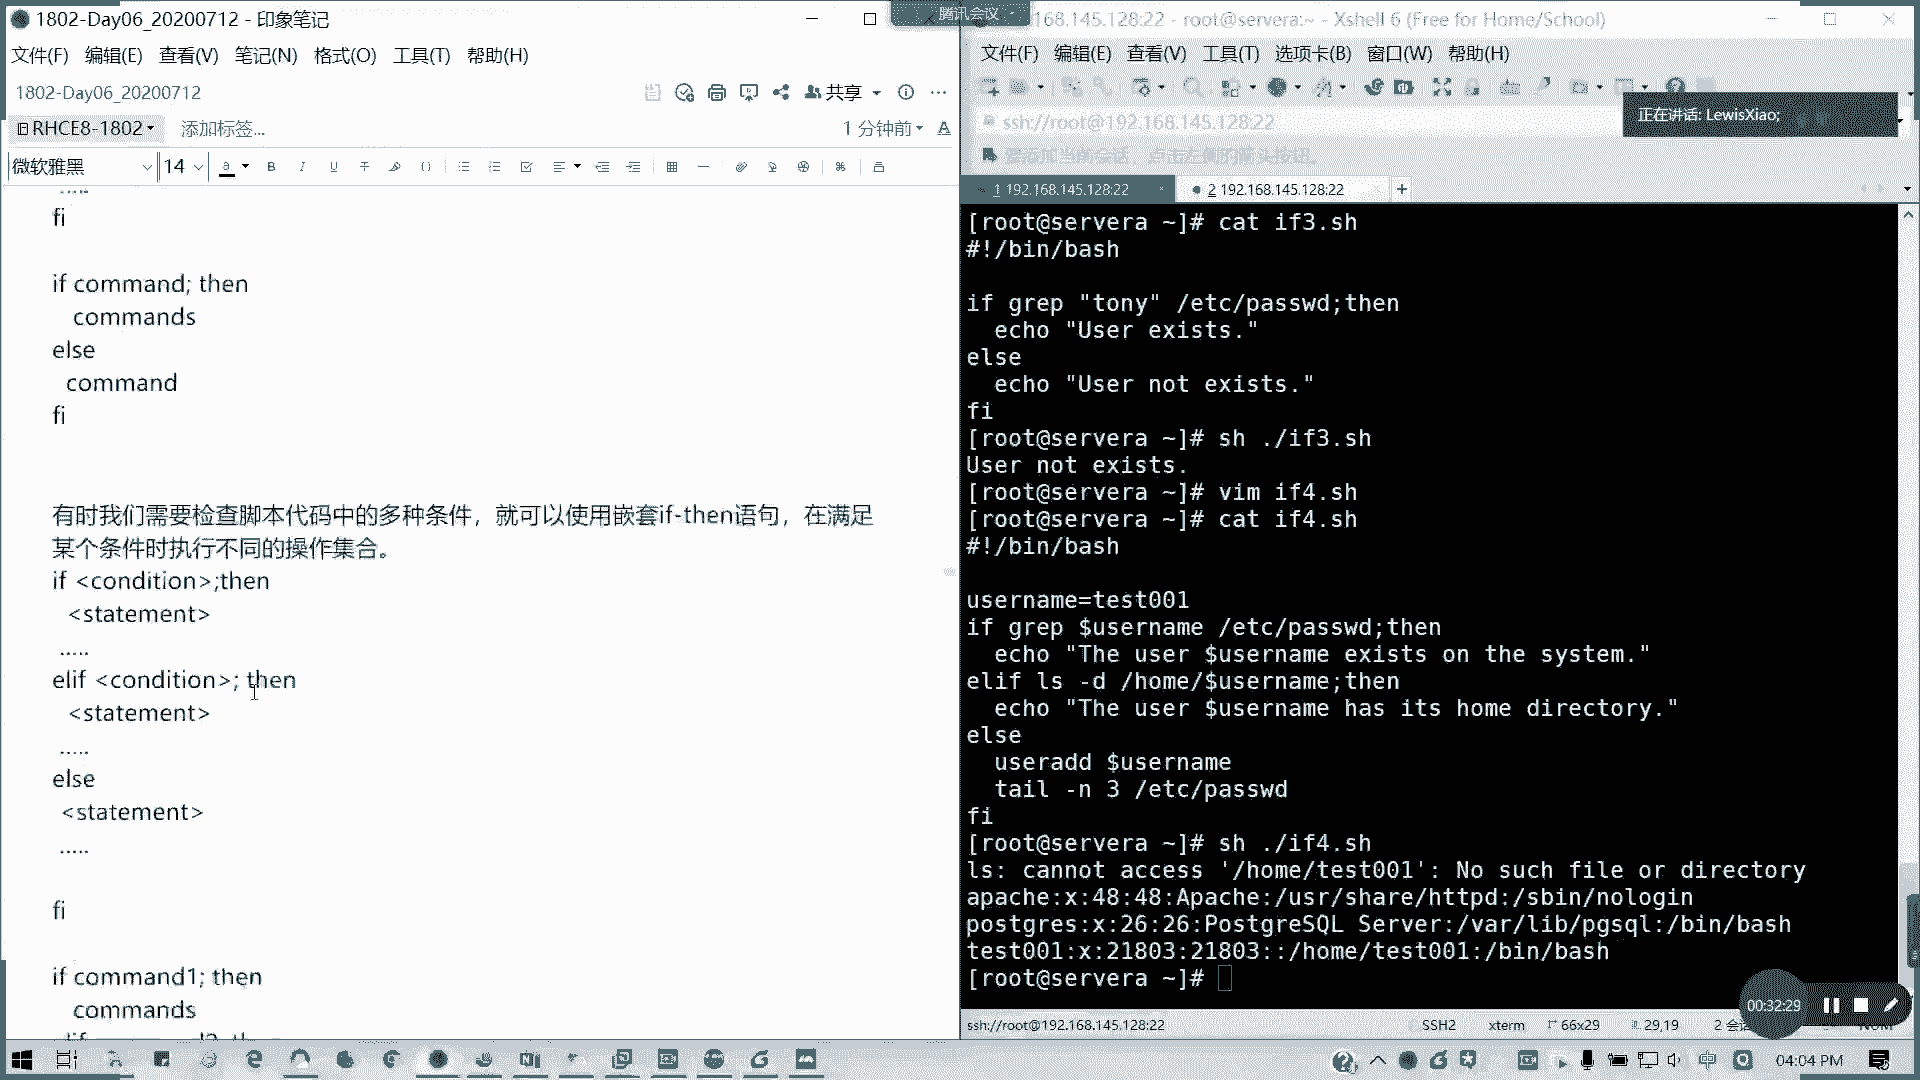 1802-Day06_20200712 - 印象笔记
文件(F) 编辑(E) 查看(V) 笔记(N) 格式(O) 工具(T) 帮助(H)
1802-Day06_20200712
共享
RHCE8-1802
添加标签...
1 分钟前
微软雅黑 14
.....
fi
if command; then
commands
else
command
fi
有时我们需要检查脚本代码中的多种条件，就可以使用嵌套if-then语句，在满足
某个条件时执行不同的操作集合。
if <condition>;then
<statement>
.....
elif <condition>; then
<statement>
.....
else
<statement>
.....
fi
if command1; then
commands
腾讯会议
168.145.128:22 - root@servera:~ - Xshell 6 (Free for Home/School)
文件(F) 编辑(E) 查看(V) 工具(T) 选项卡(B) 窗口(W) 帮助(H)
正在讲话: LewisXiao;
ssh://root@192.168.145.128:22
要添加当前会话，点击左侧的箭头按钮。
1 192.168.145.128:22
2 192.168.145.128:22
[root@servera ~]# cat if3.sh
#!/bin/bash
if grep "tony" /etc/passwd;then
echo "User exists."
else
echo "User not exists."
fi
[root@servera ~]# sh ./if3.sh
User not exists.
[root@servera ~]# vim if4.sh
[root@servera ~]# cat if4.sh
#!/bin/bash
username=test001
if grep $username /etc/passwd;then
echo "The user $username exists on the system."
elif ls -d /home/$username;then
echo "The user $username has its home directory."
else
useradd $username
tail -n 3 /etc/passwd
fi
[root@servera ~]# sh ./if4.sh
ls: cannot access '/home/test001': No such file or directory
apache:x:48:48:Apache:/usr/share/httpd:/sbin/nologin
postgres:x:26:26:PostgreSQL Server:/var/lib/pgsql:/bin/bash
test001:x:21803:21803::/home/test001:/bin/bash
[root@servera ~]#
00:32:29
ssh://root@192.168.145.128:22 SSH2 xterm 66x29 29,19 2 会
04:04 PM